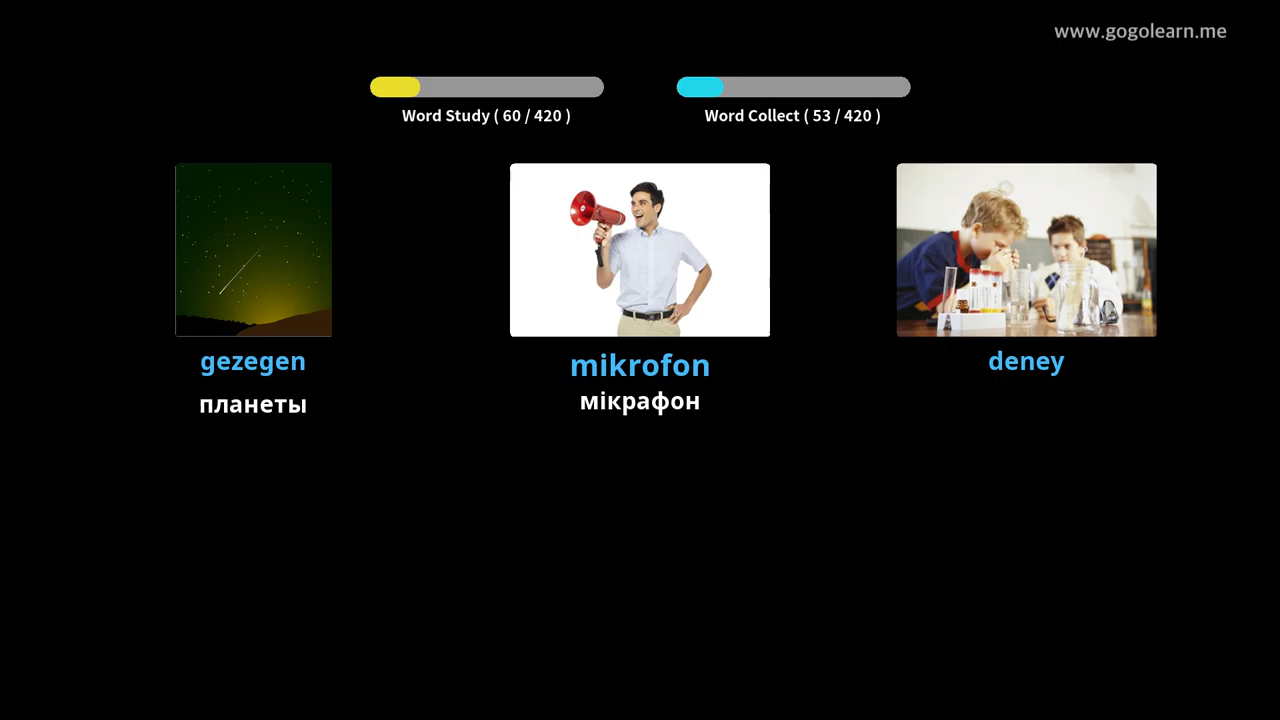 www.gogolearn.me
Word Study ( 60 / 420 )
Word Collect ( 53 / 420 )
gezegen
планеты
mikrofon
мікрафон
deney